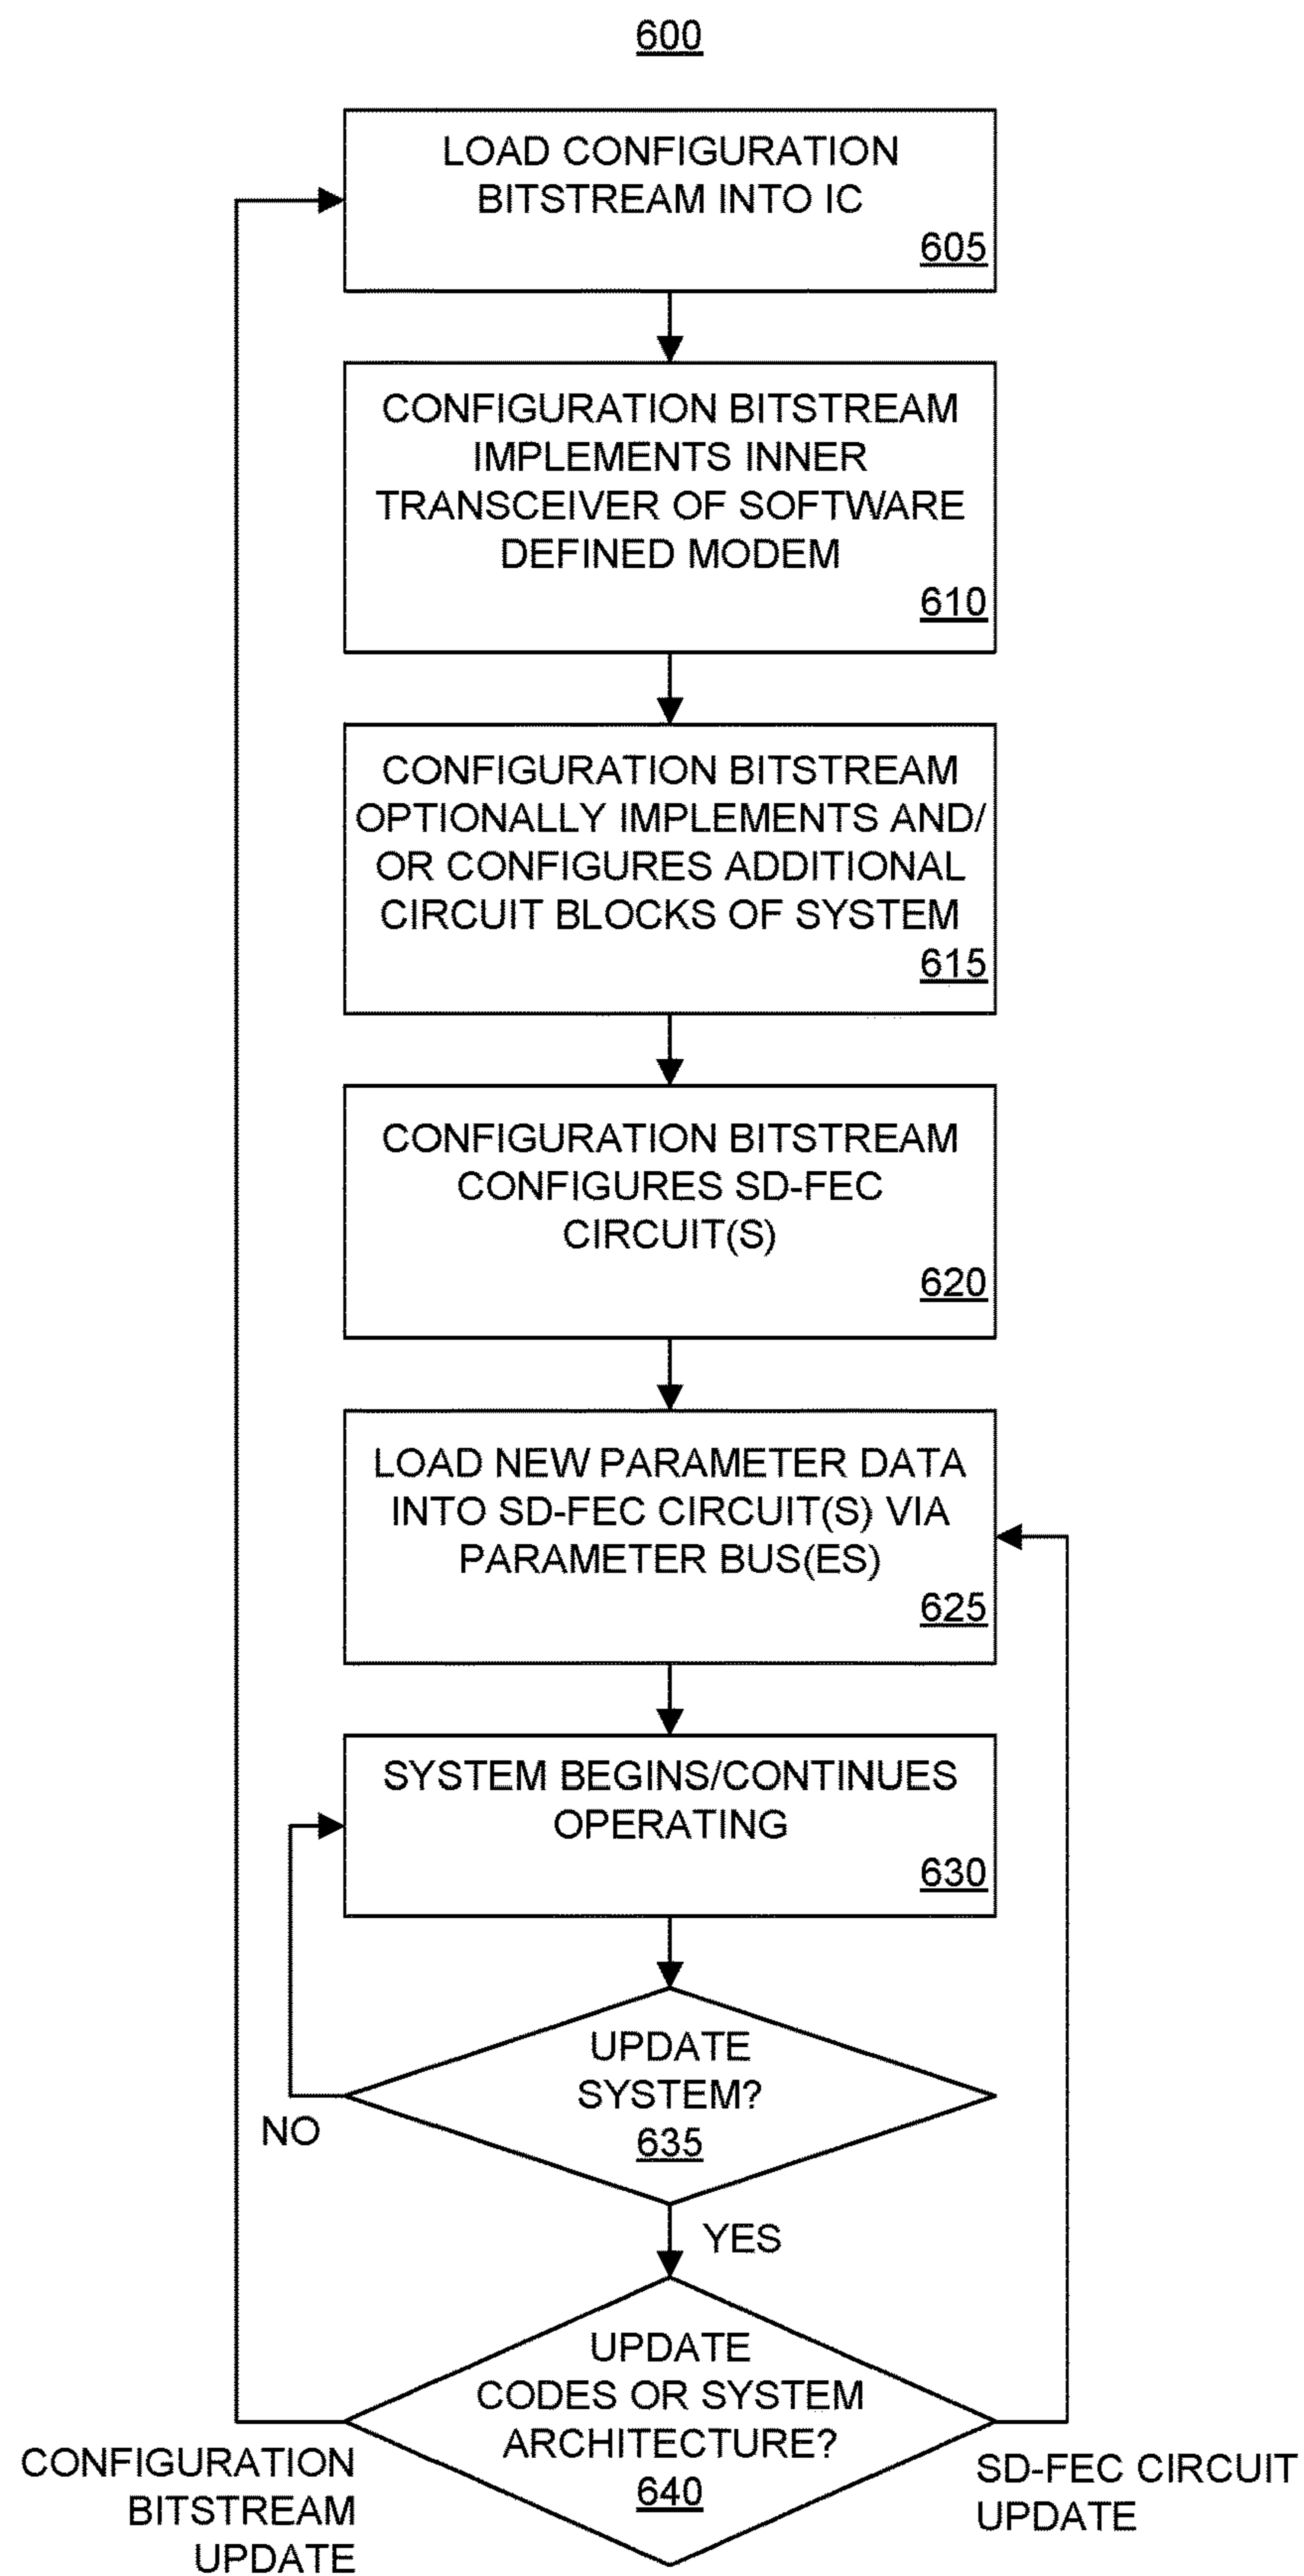 600
LOAD CONFIGURATION
BITSTREAM INTO IC
605
CONFIGURATION BITSTREAM
IMPLEMENTS INNER
TRANSCEIVER OF SOFTWARE
DEFINED MODEM
610
CONFIGURATION BITSTREAM
OPTIONALLY IMPLEMENTS AND/
OR CONFIGURES ADDITIONAL
CIRCUIT BLOCKS OF SYSTEM
615
CONFIGURATION BITSTREAM
CONFIGURES SD-FEC
CIRCUIT(S)
620
LOAD NEW PARAMETER DATA
INTO SD-FEC CIRCUIT(S) VIA
PARAMETER BUS(ES)
625
SYSTEM BEGINS/CONTINUES
OPERATING
630
UPDATE
SYSTEM?
635
NO
YES
UPDATE
CODES OR SYSTEM
ARCHITECTURE?
640
CONFIGURATION
BITSTREAM
UPDATE
SD-FEC CIRCUIT
UPDATE